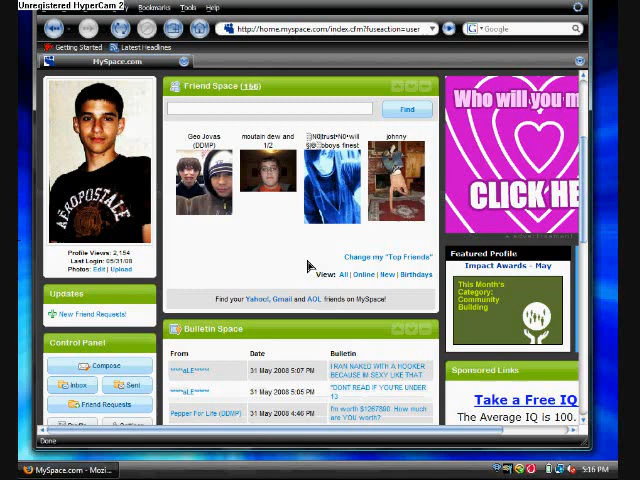 Unregistered HyperCam 2
Bookmarks Tools Help
http://home.myspace.com/index.cfm?fuseaction=user
Google
Getting Started Latest Headlines
MySpace.com
Friend Space (156)
Find
Geo Jovas (DDMP)
moutain dew and 1/2
bboys finest
johnny
AÉROPOSTALE
Who will you m
CLICK HE
Profile Views: 2,154
Last Login: 05/31/08
Photos: Edit | Upload
Change my "Top Friends"
View: All | Online | New | Birthdays
Find your Yahoo!, Gmail and AOL friends on MySpace!
Featured Profile
Impact Awards - May
This Month's
Category:
Community
Building
Updates
New Friend Requests!
Control Panel
Compose
Inbox Sent
Friend Requests
Bulletin Space
From Date Bulletin
****aLE**** 31 May 2008 5:07 PM I RAN NAKED WITH A HOOKER
BECAUSE IM SEXY LIKE THAT
****aLE**** 31 May 2008 5:05 PM "DONT READ IF YOU'RE UNDER
13
Pepper For Life (DDMP) 31 May 2008 4:46 PM I'm worth $1267890. How much
are YOU worth?
Sponsored Links
Take a Free IQ
The Average IQ is 100.
Done
MySpace.com - Mozi...
5:16 PM